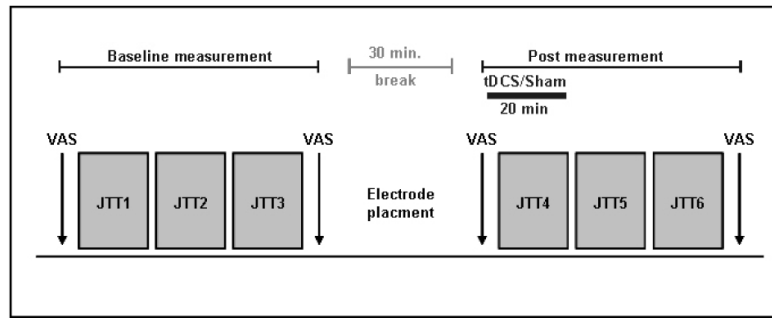 Baseline measurement
30 min.
break
Post measurement
tDCS/Sham
20 min
VAS
VAS
VAS
VAS
JTT1
JTT2
JTT3
Electrode
placment
JTT4
JTT5
JTT6